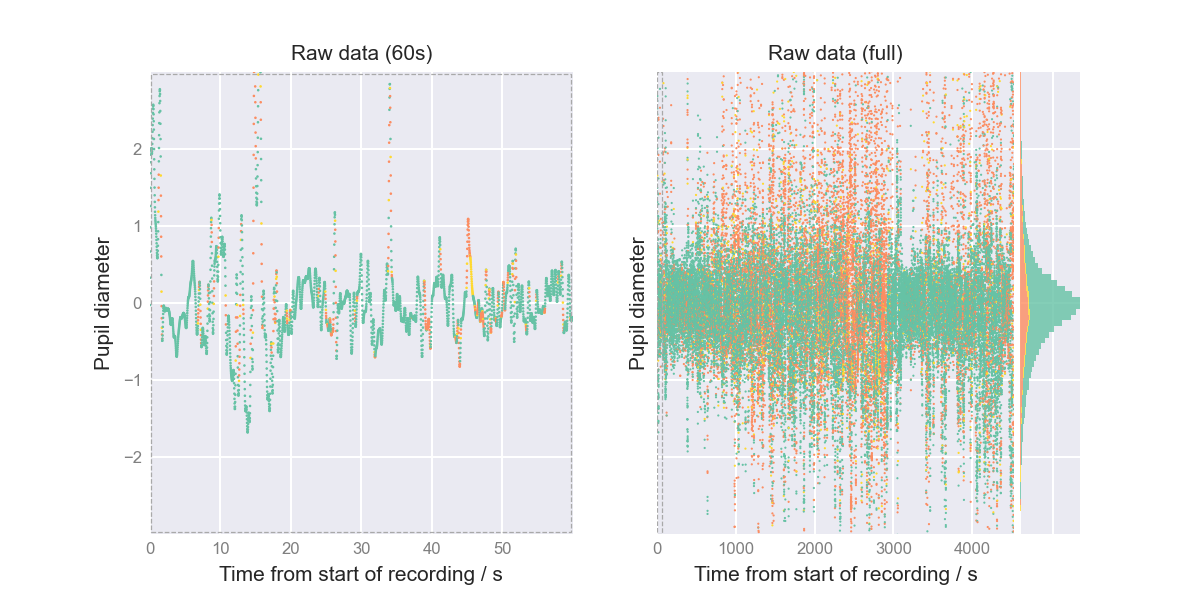 Raw data (60s)
Raw data (full)
Pupil diameter
2
1
0
−1
−2
0 10 20 30 40 50
Time from start of recording / s
Pupil diameter
0 1000 2000 3000 4000
Time from start of recording / s